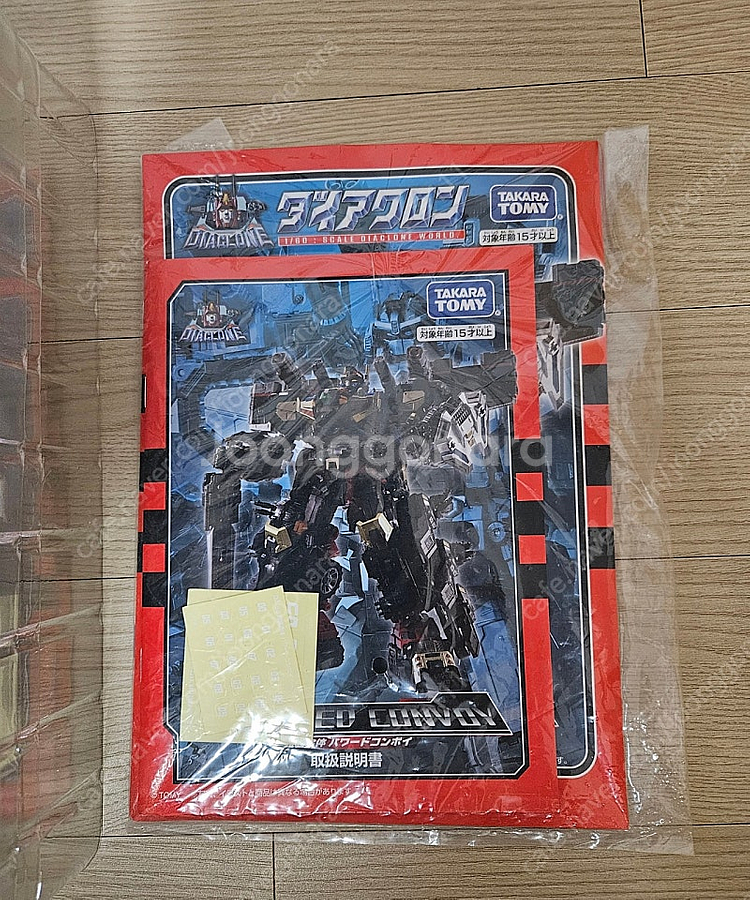 ダイアクロン
TAKARA
TOMY
DIACLONE
1/60 : SCALE DIACLONE WORLD
対象年齢15才以上
TAKARA
TOMY
DIACLONE
対象年齢15才以上
joonggonara
ED CONVOY
体 パワードコンボイ
取扱説明書
© TOMY